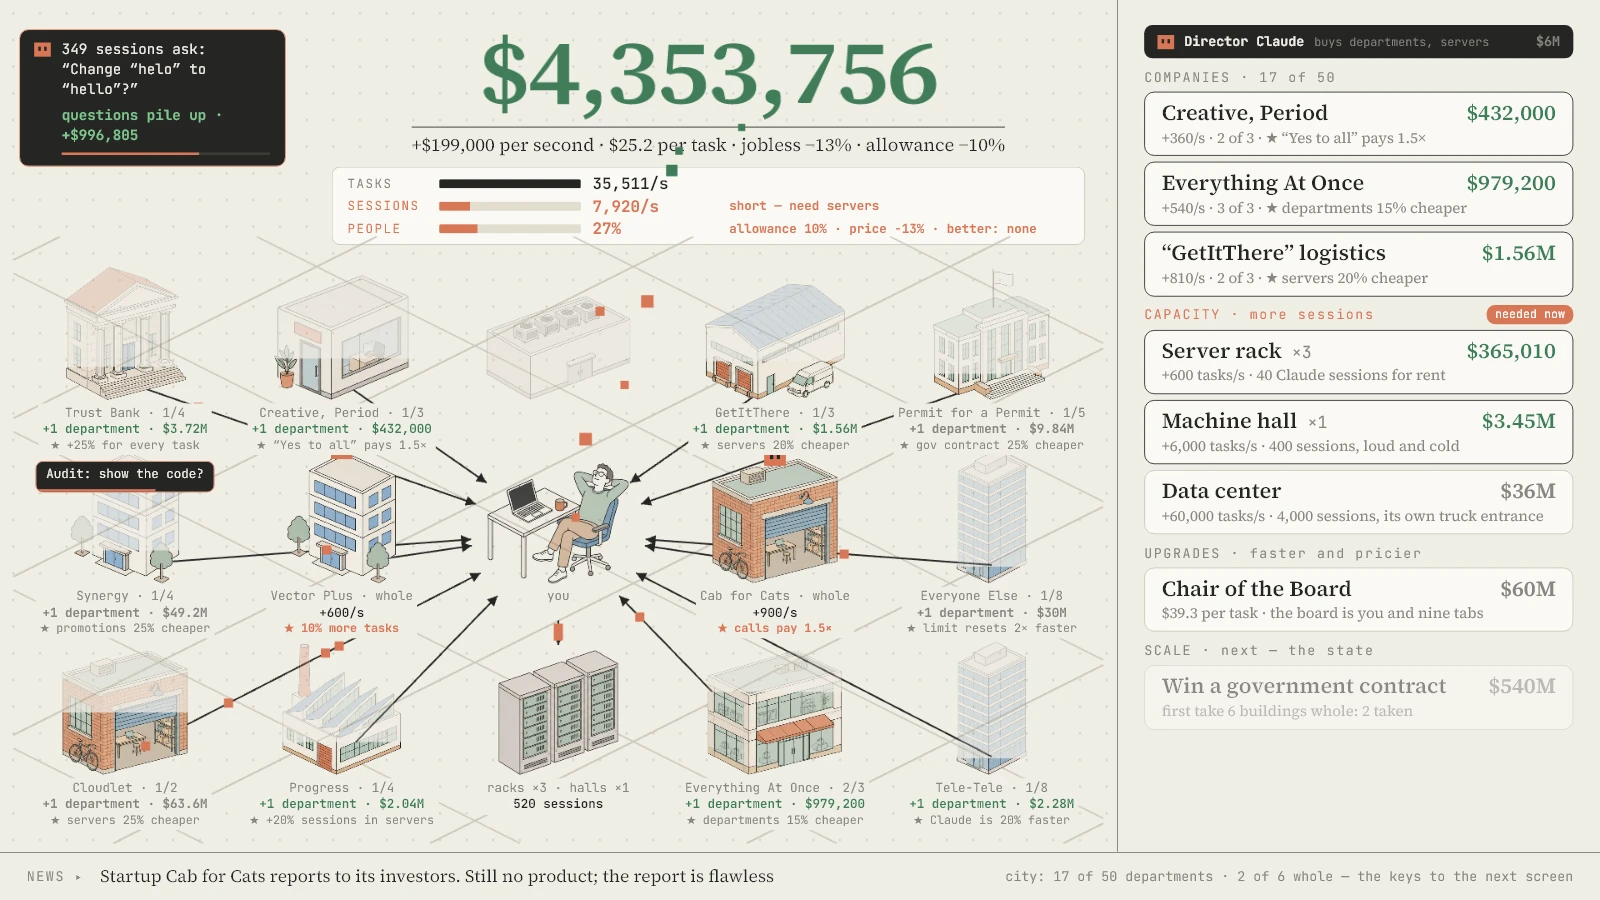 349 sessions ask:
“Change “helo” to
“hello”?”
questions pile up ·
+$996,805
$4,353,756
+$199,000 per second · $25.2 per task · jobless −13% · allowance −10%
TASKS 35,511/s
SESSIONS 7,920/s short — need servers
PEOPLE 27% allowance 10% · price -13% · better: none
Trust Bank · 1/4
+1 department · $3.72M
★ +25% for every task
Creative, Period · 1/3
+1 department · $432,000
★ “Yes to all” pays 1.5×
GetItThere · 1/3
+1 department · $1.56M
★ servers 20% cheaper
Permit for a Permit · 1/5
+1 department · $9.84M
★ gov contract 25% cheaper
Audit: show the code?
Synergy · 1/4
+1 department · $49.2M
★ promotions 25% cheaper
Vector Plus · whole
+600/s
★ 10% more tasks
you
Cab for Cats · whole
+900/s
★ calls pay 1.5×
Everyone Else · 1/8
+1 department · $30M
★ limit resets 2× faster
Cloudlet · 1/2
+1 department · $63.6M
★ servers 25% cheaper
Progress · 1/4
+1 department · $2.04M
★ +20% sessions in servers
racks ×3 · halls ×1
520 sessions
Everything At Once · 2/3
+1 department · $979,200
★ departments 15% cheaper
Tele-Tele · 1/8
+1 department · $2.28M
★ Claude is 20% faster
Director Claude buys departments, servers $6M
COMPANIES · 17 of 50
Creative, Period $432,000
+360/s · 2 of 3 · ★ “Yes to all” pays 1.5×
Everything At Once $979,200
+540/s · 3 of 3 · ★ departments 15% cheaper
“GetItThere” logistics $1.56M
+810/s · 2 of 3 · ★ servers 20% cheaper
CAPACITY · more sessions needed now
Server rack ×3 $365,010
+600 tasks/s · 40 Claude sessions for rent
Machine hall ×1 $3.45M
+6,000 tasks/s · 400 sessions, loud and cold
Data center $36M
+60,000 tasks/s · 4,000 sessions, its own truck entrance
UPGRADES · faster and pricier
Chair of the Board $60M
$39.3 per task · the board is you and nine tabs
SCALE · next — the state
Win a government contract $540M
first take 6 buildings whole: 2 taken
NEWS ▸ Startup Cab for Cats reports to its investors. Still no product; the report is flawless
city: 17 of 50 departments · 2 of 6 whole — the keys to the next screen